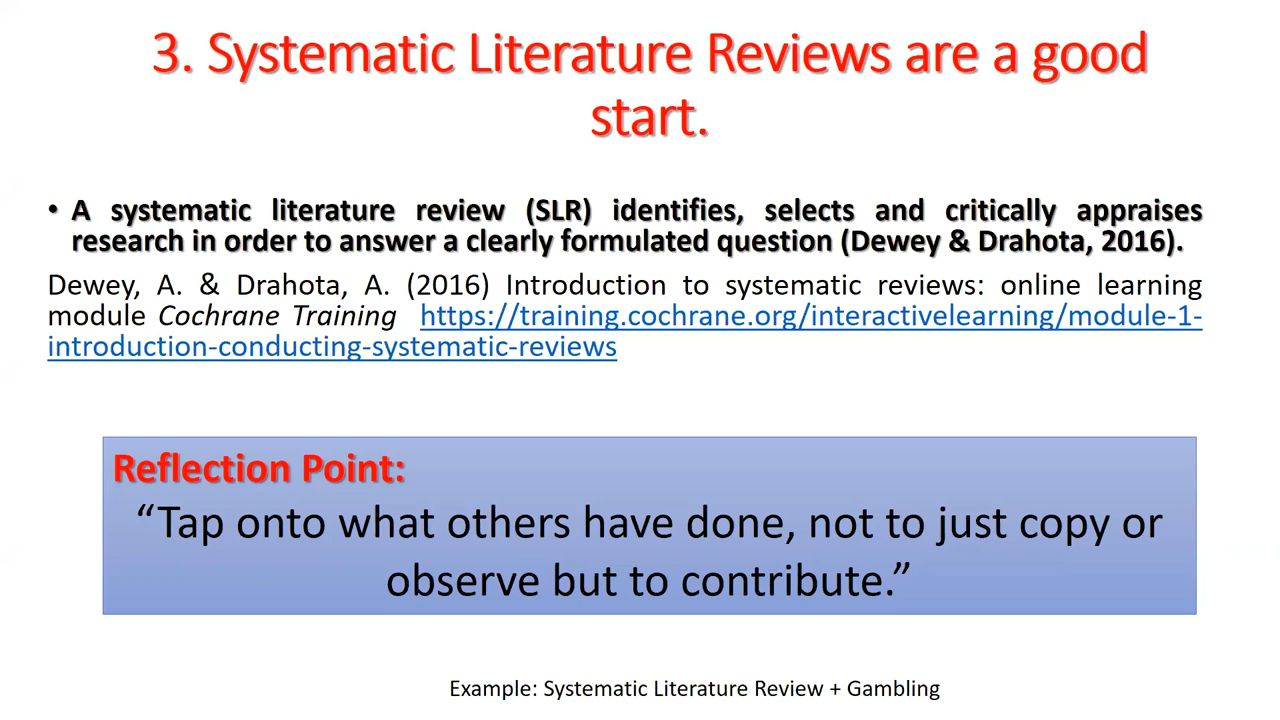 3. Systematic Literature Reviews are a good
start.
• A systematic literature review (SLR) identifies, selects and critically appraises
research in order to answer a clearly formulated question (Dewey & Drahota, 2016).
Dewey, A. & Drahota, A. (2016) Introduction to systematic reviews: online learning
module Cochrane Training https://training.cochrane.org/interactivelearning/module-1-
introduction-conducting-systematic-reviews
Reflection Point:
“Tap onto what others have done, not to just copy or
observe but to contribute.”
Example: Systematic Literature Review + Gambling